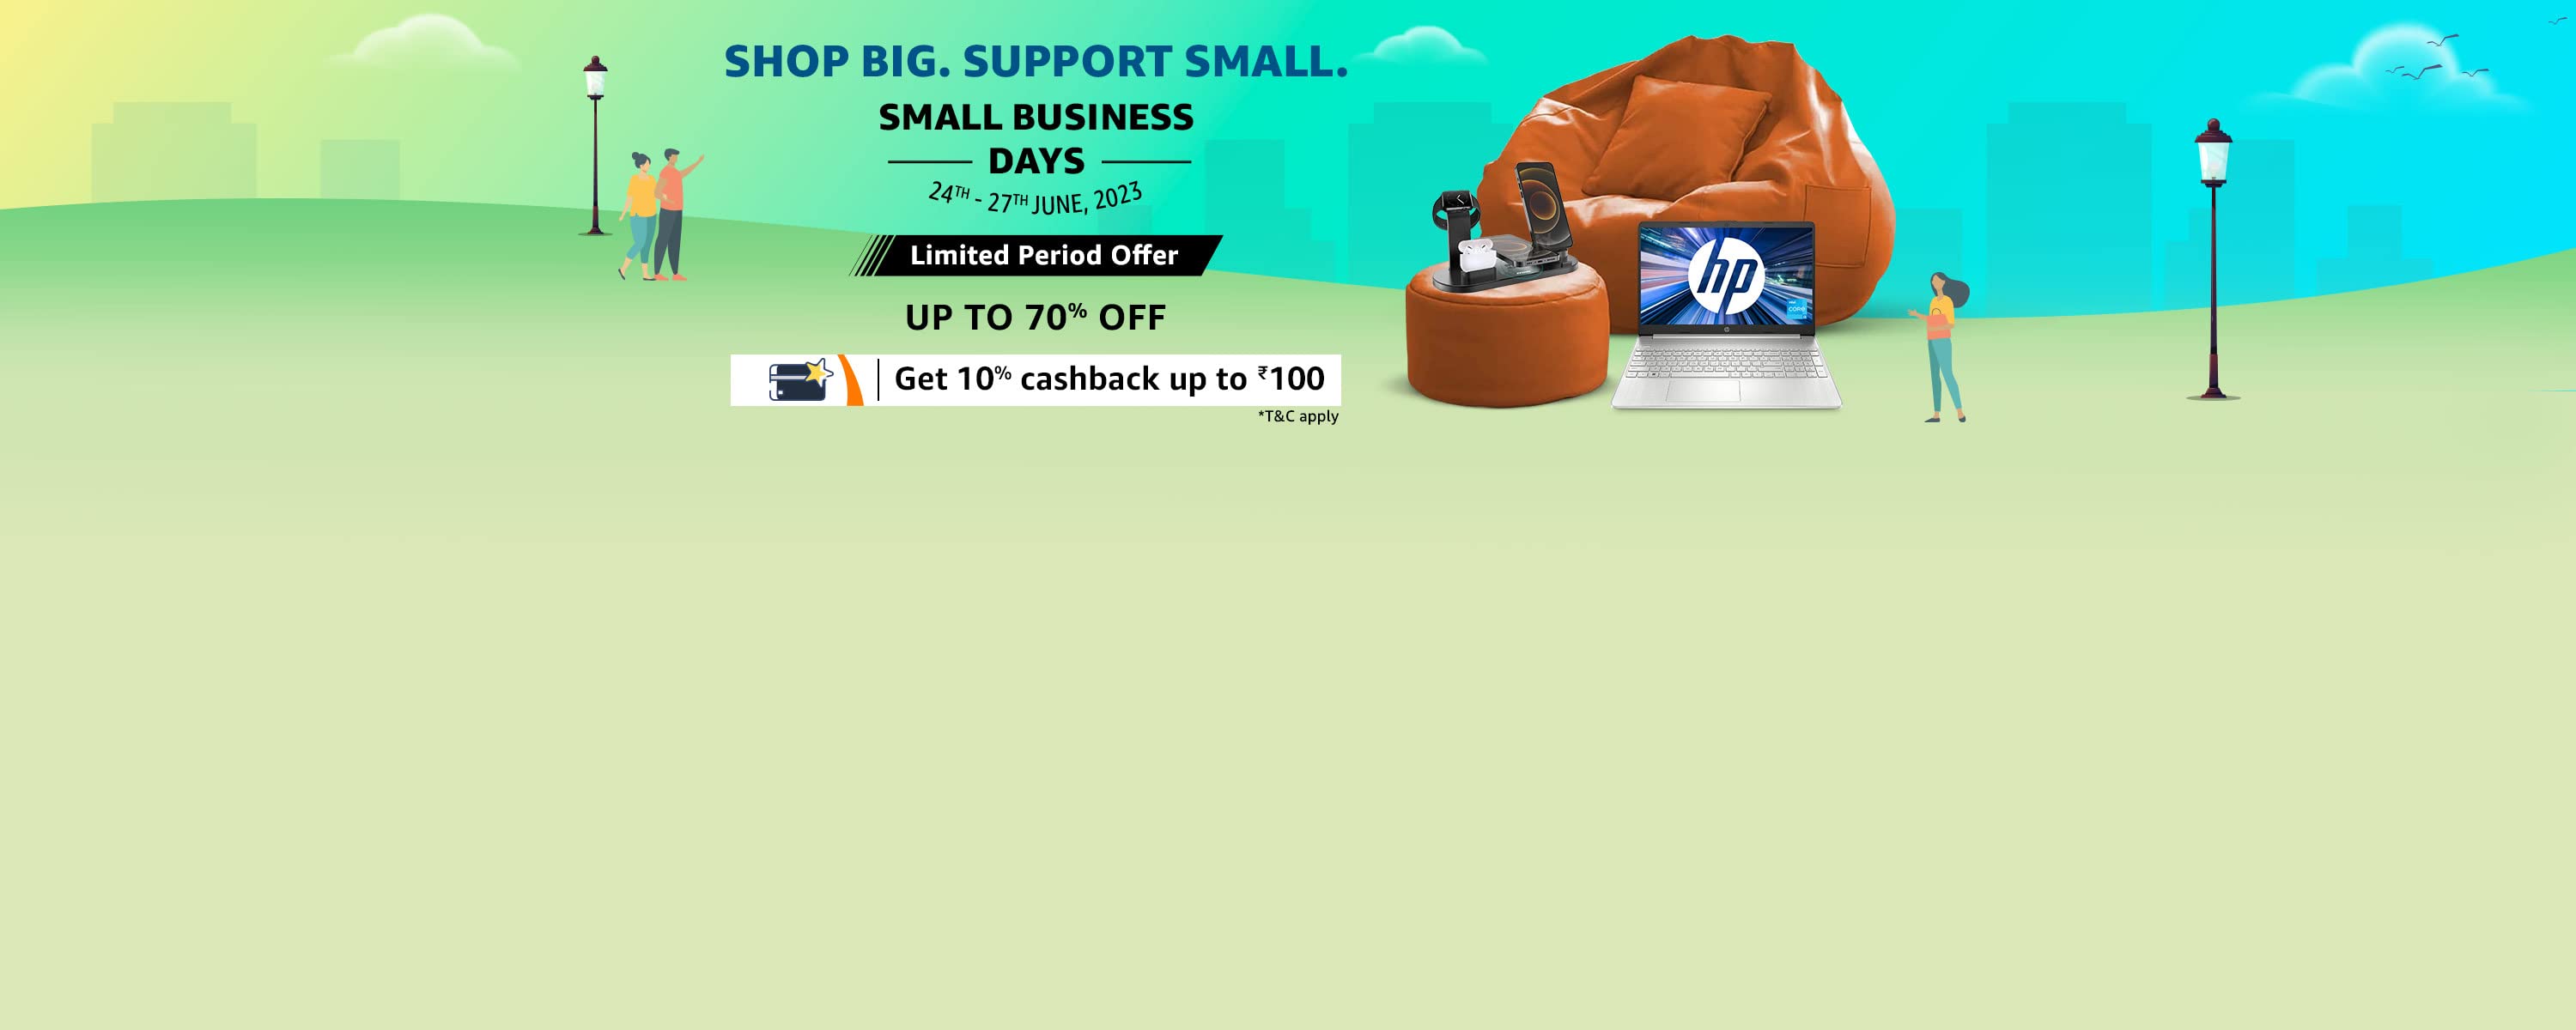 SHOP BIG. SUPPORT SMALL.
SMALL BUSINESS
DAYS
24TH - 27TH JUNE, 2023
Limited Period Offer
UP TO 70% OFF
Get 10% cashback up to ₹100
*T&C apply
hp